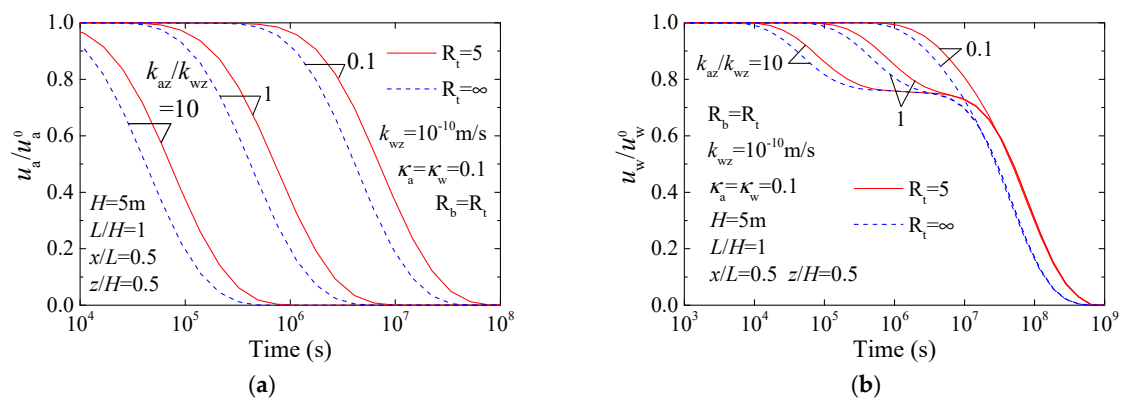 1.0
0.8
0.6
0.4
0.2
0.0
u_a/u_a^0
k_az/k_wz
=10
1
0.1
R_t=5
R_t=∞
k_wz=10^-10 m/s
κ_a=κ_w=0.1
R_b=R_t
H=5m
L/H=1
x/L=0.5
z/H=0.5
10^4 10^5 10^6 10^7 10^8
Time (s)
(a)
1.0
0.8
0.6
0.4
0.2
0.0
u_w/u_w^0
k_az/k_wz=10
1
0.1
R_b=R_t
k_wz=10^-10 m/s
κ_a=κ_w=0.1
H=5m
L/H=1
x/L=0.5 z/H=0.5
R_t=5
R_t=∞
10^3 10^4 10^5 10^6 10^7 10^8 10^9
Time (s)
(b)